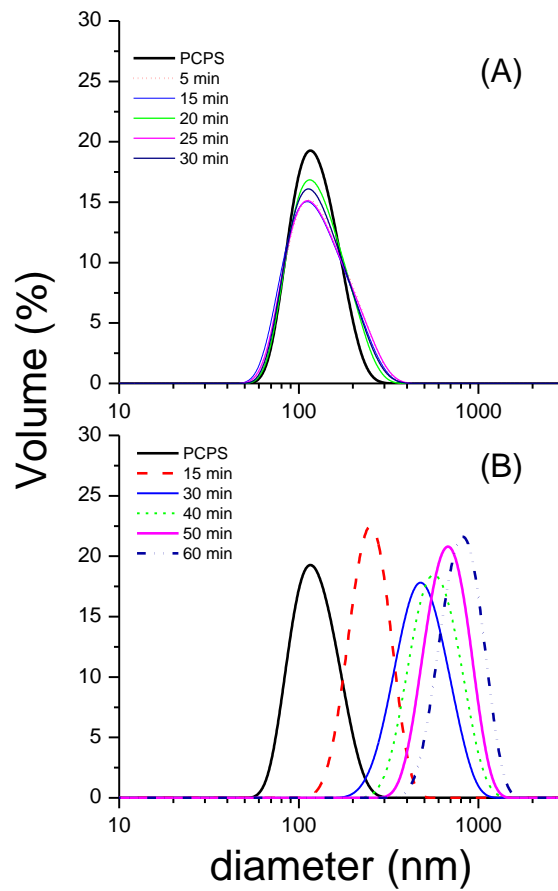 30
25
20
15
10
5
0
PCPS
5 min
15 min
20 min
25 min
30 min
(A)
10 100 1000
Volume (%)
30
25
20
15
10
5
0
PCPS
15 min
30 min
40 min
50 min
60 min
(B)
10 100 1000
diameter (nm)